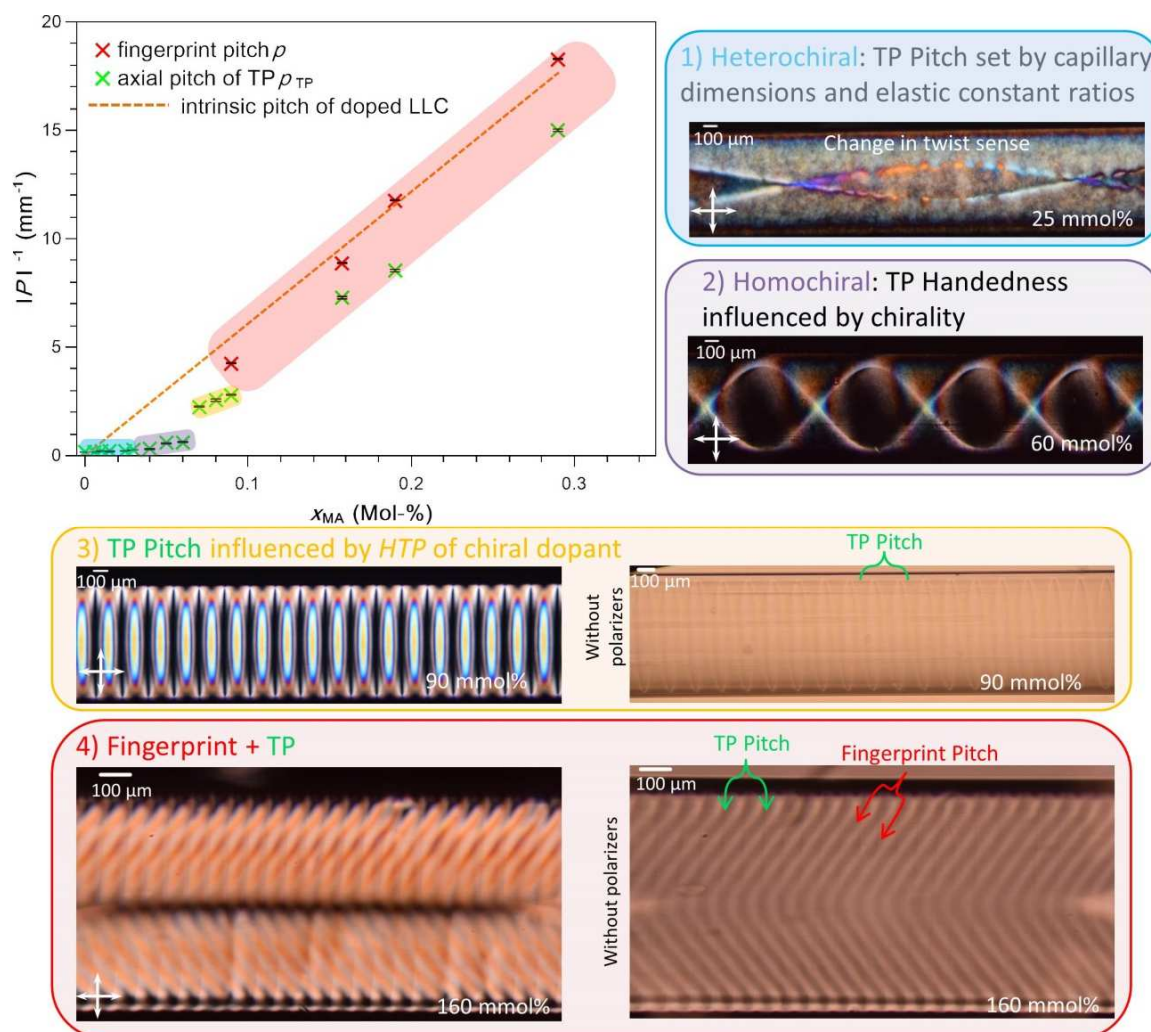 20
15
10
5
0
0
0.1
0.2
0.3
|P|⁻¹ (mm⁻¹)
x_MA (Mol-%)
fingerprint pitch p
axial pitch of TP p_TP
intrinsic pitch of doped LLC
1) Heterochiral: TP Pitch set by capillary
dimensions and elastic constant ratios
100 µm
Change in twist sense
25 mmol%
2) Homochiral: TP Handedness
influenced by chirality
100 µm
60 mmol%
3) TP Pitch influenced by HTP of chiral dopant
100 µm
90 mmol%
Without
polarizers
TP Pitch
100 µm
90 mmol%
4) Fingerprint + TP
100 µm
160 mmol%
Without polarizers
TP Pitch
Fingerprint Pitch
100 µm
160 mmol%